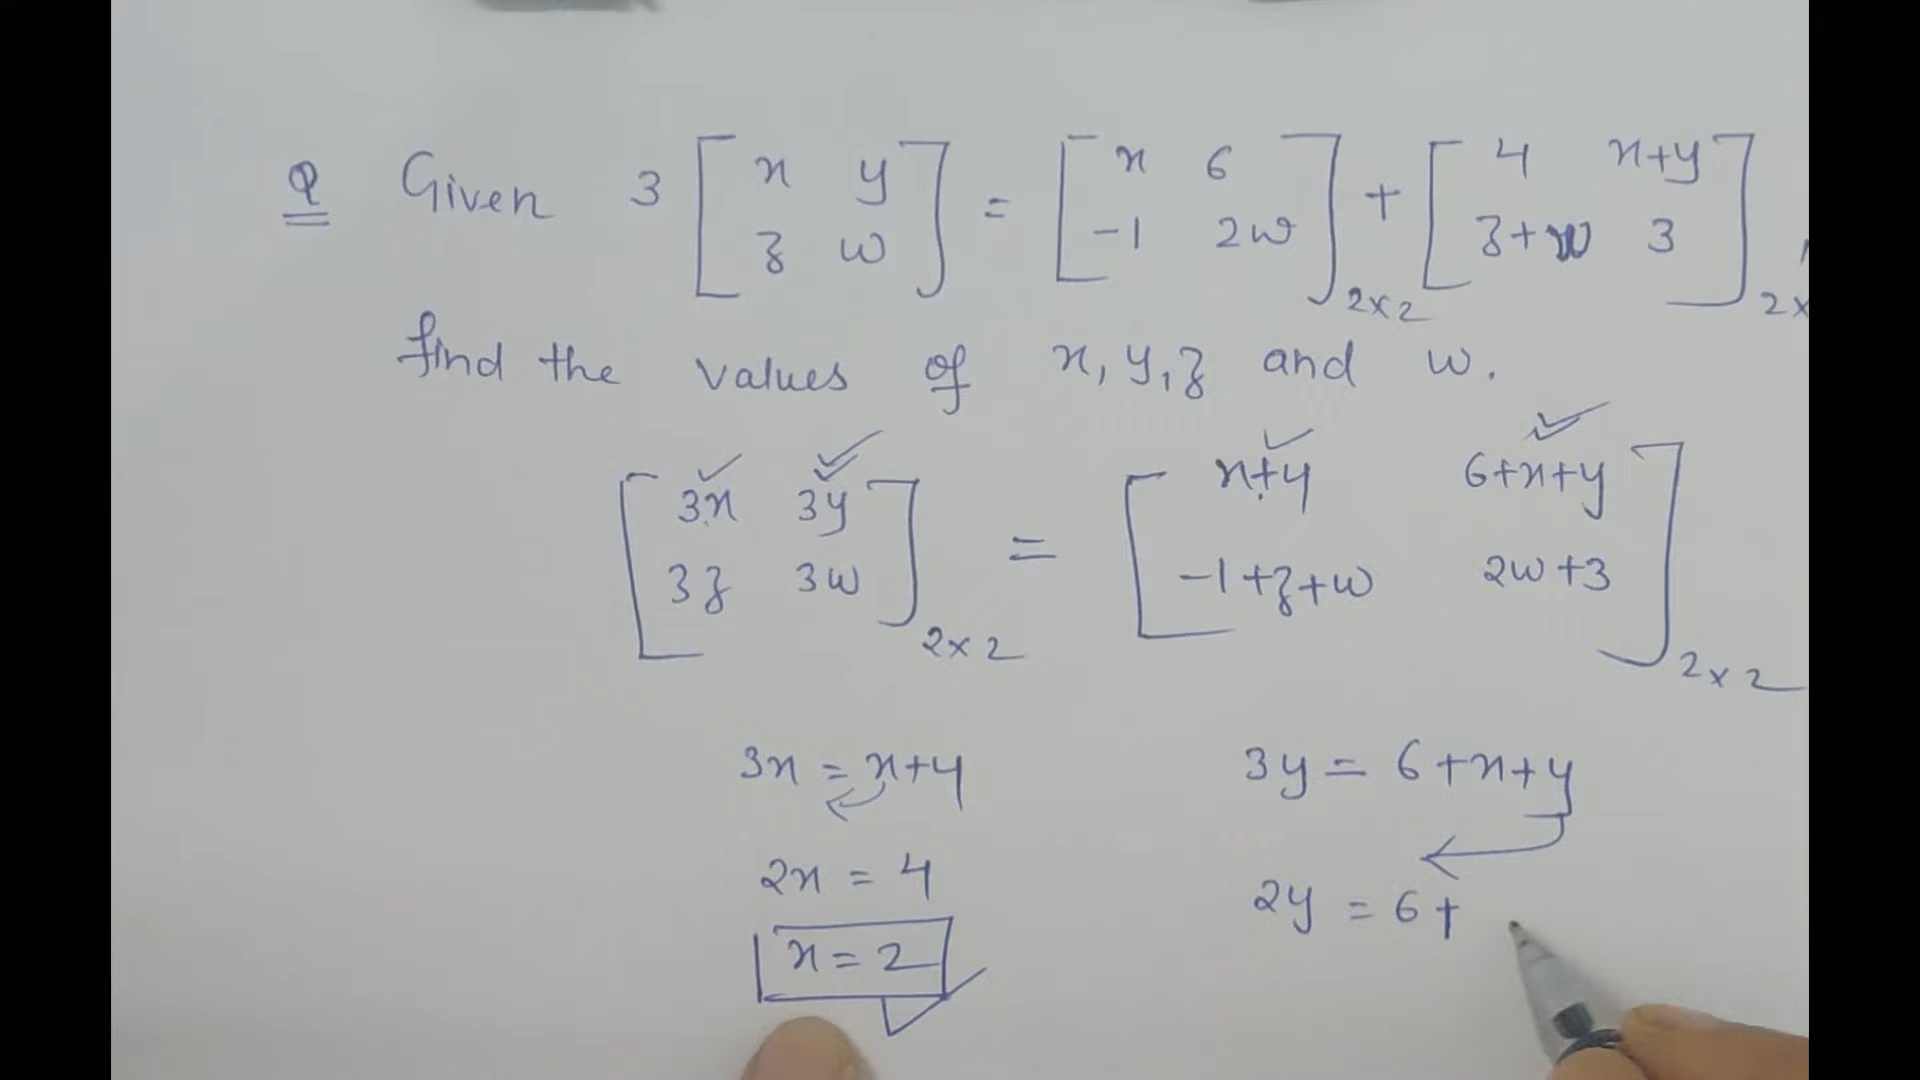 Q Given 3 [ x y ] = [ x 6 ] + [ 4 x+y ]
[ z w ] [ -1 2w ] 2x2 [ z+w 3 ] 2x
find the values of x, y, z and w.
[ 3x 3y ] = [ x+4 6+x+y ]
[ 3z 3w ] 2x2 [ -1+z+w 2w+3 ] 2x2
3x = x+4 3y = 6+x+y
2x = 4 2y = 6+
x = 2